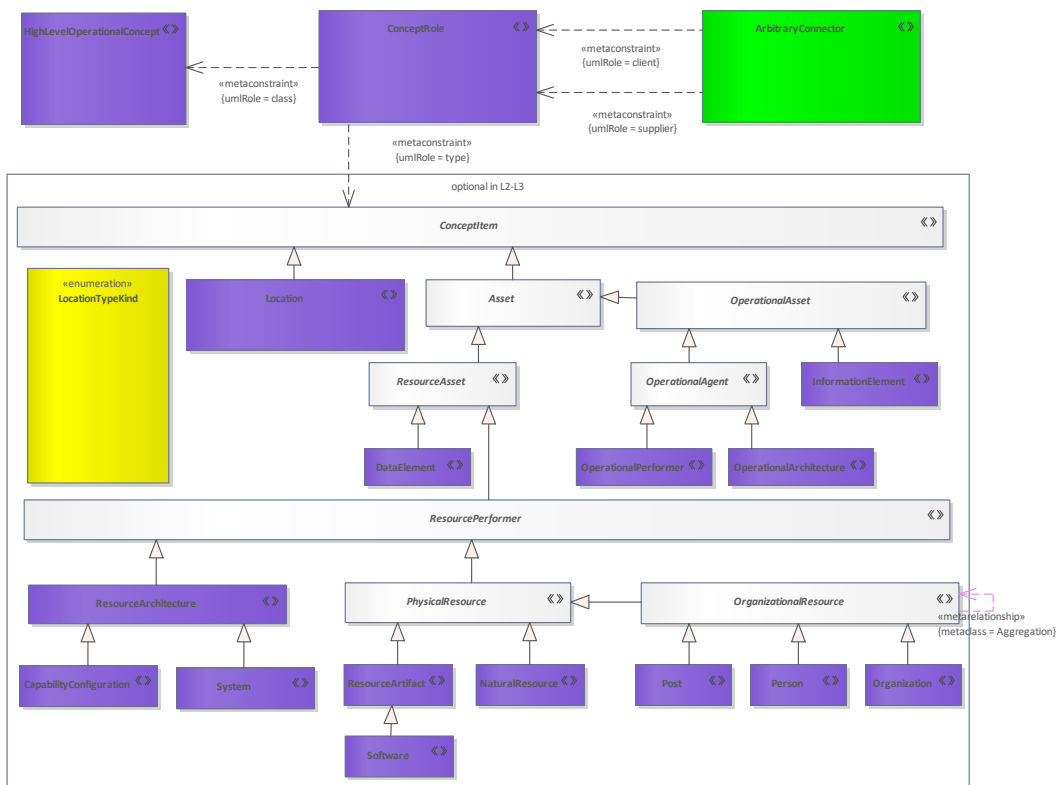 HighLevelOperationalConcept «»
ConceptRole «»
ArbitraryConnector «»
«metaconstraint»
{umlRole = client}
«metaconstraint»
{umlRole = class}
«metaconstraint»
{umlRole = supplier}
«metaconstraint»
{umlRole = type}
optional in L2-L3
ConceptItem «»
«enumeration»
LocationTypeKind
Location «»
Asset «»
OperationalAsset «»
ResourceAsset «»
OperationalAgent «»
InformationElement «»
DataElement «»
OperationalPerformer «»
OperationalArchitecture «»
ResourcePerformer «»
ResourceArchitecture «»
PhysicalResource «»
OrganizationalResource «»
«metarelationship»
{metaclass = Aggregation}
CapabilityConfiguration «»
System «»
ResourceArtifact «»
NaturalResource «»
Post «»
Person «»
Organization «»
Software «»